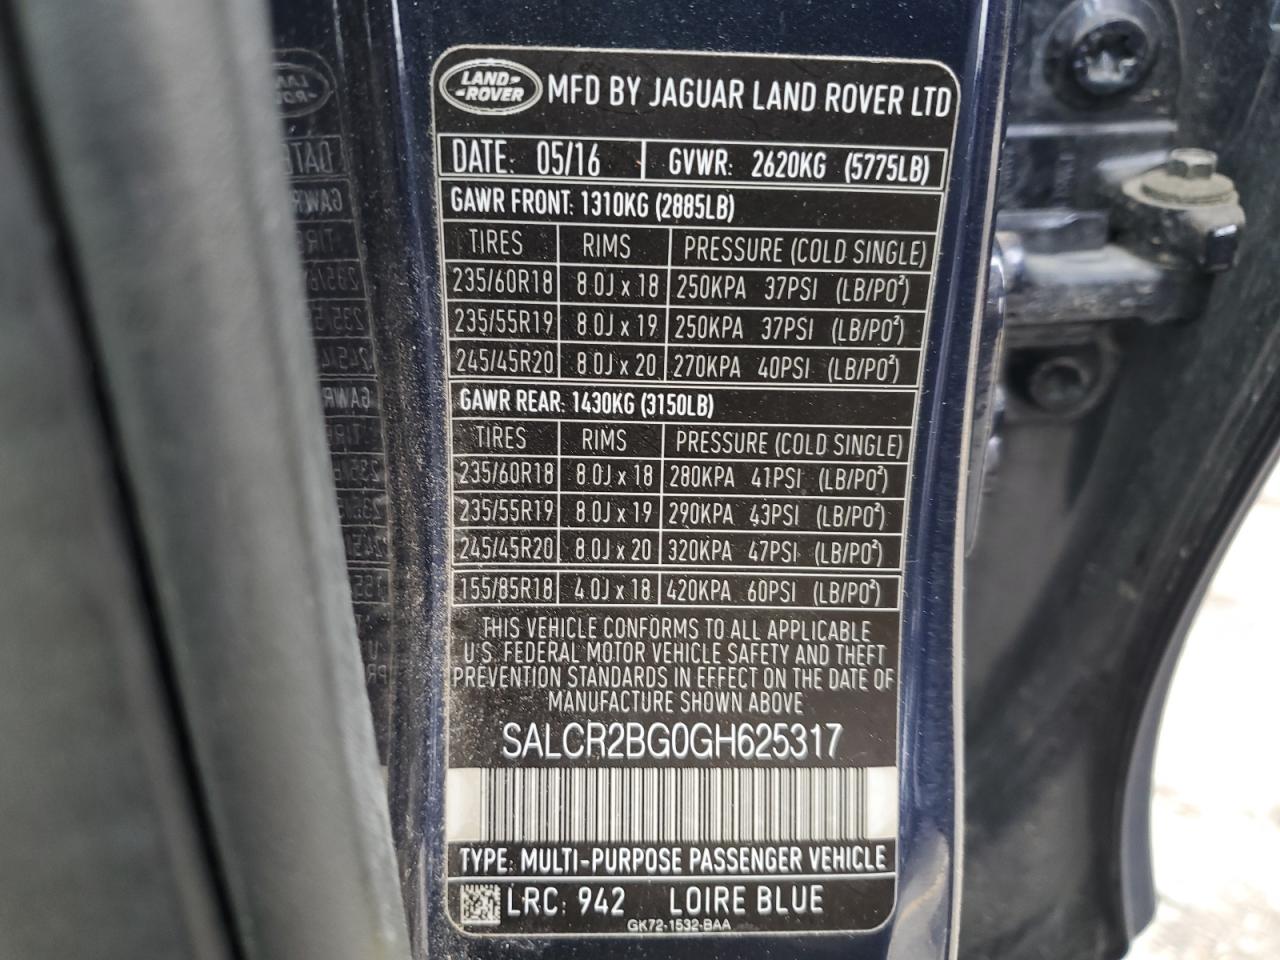 LAND-
-ROVER
MFD BY JAGUAR LAND ROVER LTD
DATE: 05/16 GVWR: 2620KG (5775LB)
GAWR FRONT: 1310KG (2885LB)
TIRES RIMS PRESSURE (COLD SINGLE)
235/60R18 8.0J x 18 250KPA 37PSI (LB/PO²)
235/55R19 8.0J x 19 250KPA 37PSI (LB/PO²)
245/45R20 8.0J x 20 270KPA 40PSI (LB/PO²)
GAWR REAR: 1430KG (3150LB)
TIRES RIMS PRESSURE (COLD SINGLE)
235/60R18 8.0J x 18 280KPA 41PSI (LB/PO²)
235/55R19 8.0J x 19 290KPA 43PSI (LB/PO²)
245/45R20 8.0J x 20 320KPA 47PSI (LB/PO²)
155/85R18 4.0J x 18 420KPA 60PSI (LB/PO²)
THIS VEHICLE CONFORMS TO ALL APPLICABLE
U.S. FEDERAL MOTOR VEHICLE SAFETY AND THEFT
PREVENTION STANDARDS IN EFFECT ON THE DATE OF
MANUFACTURE SHOWN ABOVE
SALCR2BG0GH625317
TYPE: MULTI-PURPOSE PASSENGER VEHICLE
LRC: 942 LOIRE BLUE
GK72-1532-BAA